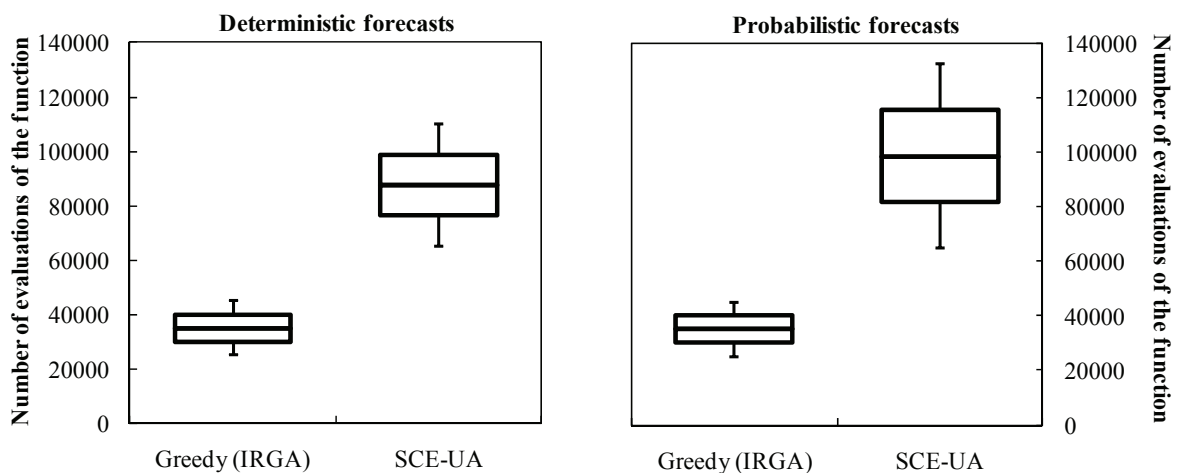 Deterministic forecasts
Number of evaluations of the function
140000
120000
100000
80000
60000
40000
20000
0
Greedy (IRGA)
SCE-UA
Probabilistic forecasts
140000
120000
100000
80000
60000
40000
20000
0
Number of evaluations of the function
Greedy (IRGA)
SCE-UA